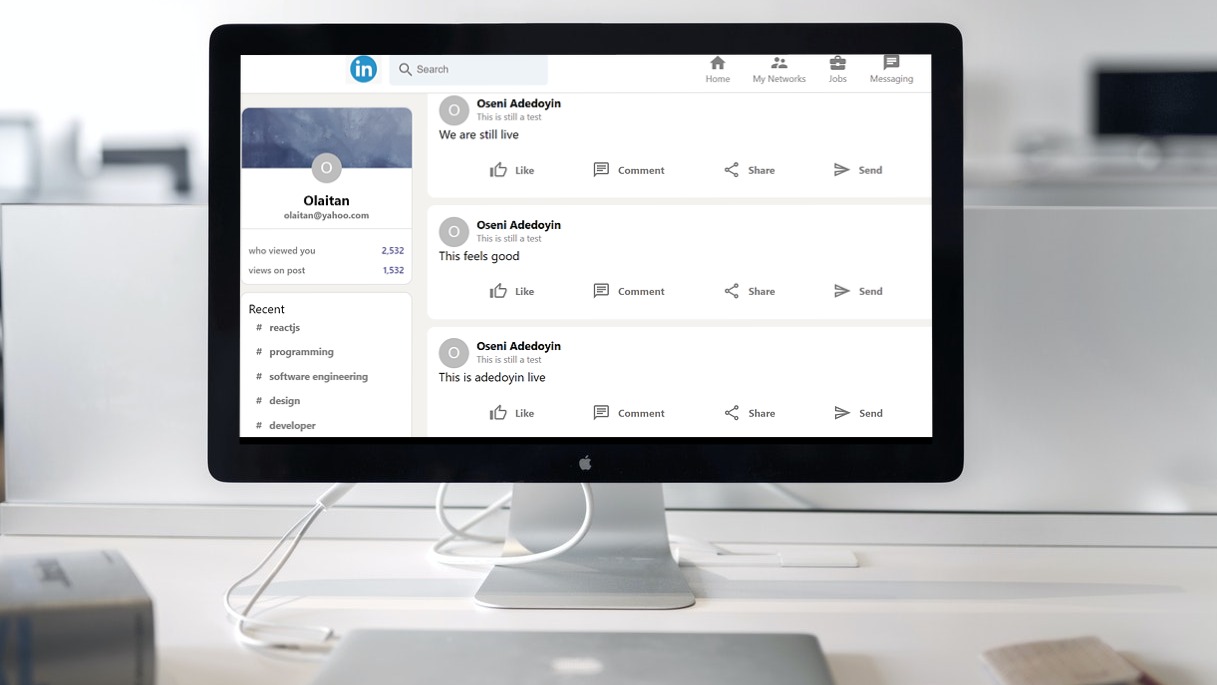 in
Search
Home
My Networks
Jobs
Messaging
O
Olaitan
olaitan@yahoo.com
who viewed you 2,532
views on post 1,532
Recent
# reactjs
# programming
# software engineering
# design
# developer
O
Oseni Adedoyin
This is still a test
We are still live
Like Comment Share Send
O
Oseni Adedoyin
This is still a test
This feels good
Like Comment Share Send
O
Oseni Adedoyin
This is still a test
This is adedoyin live
Like Comment Share Send